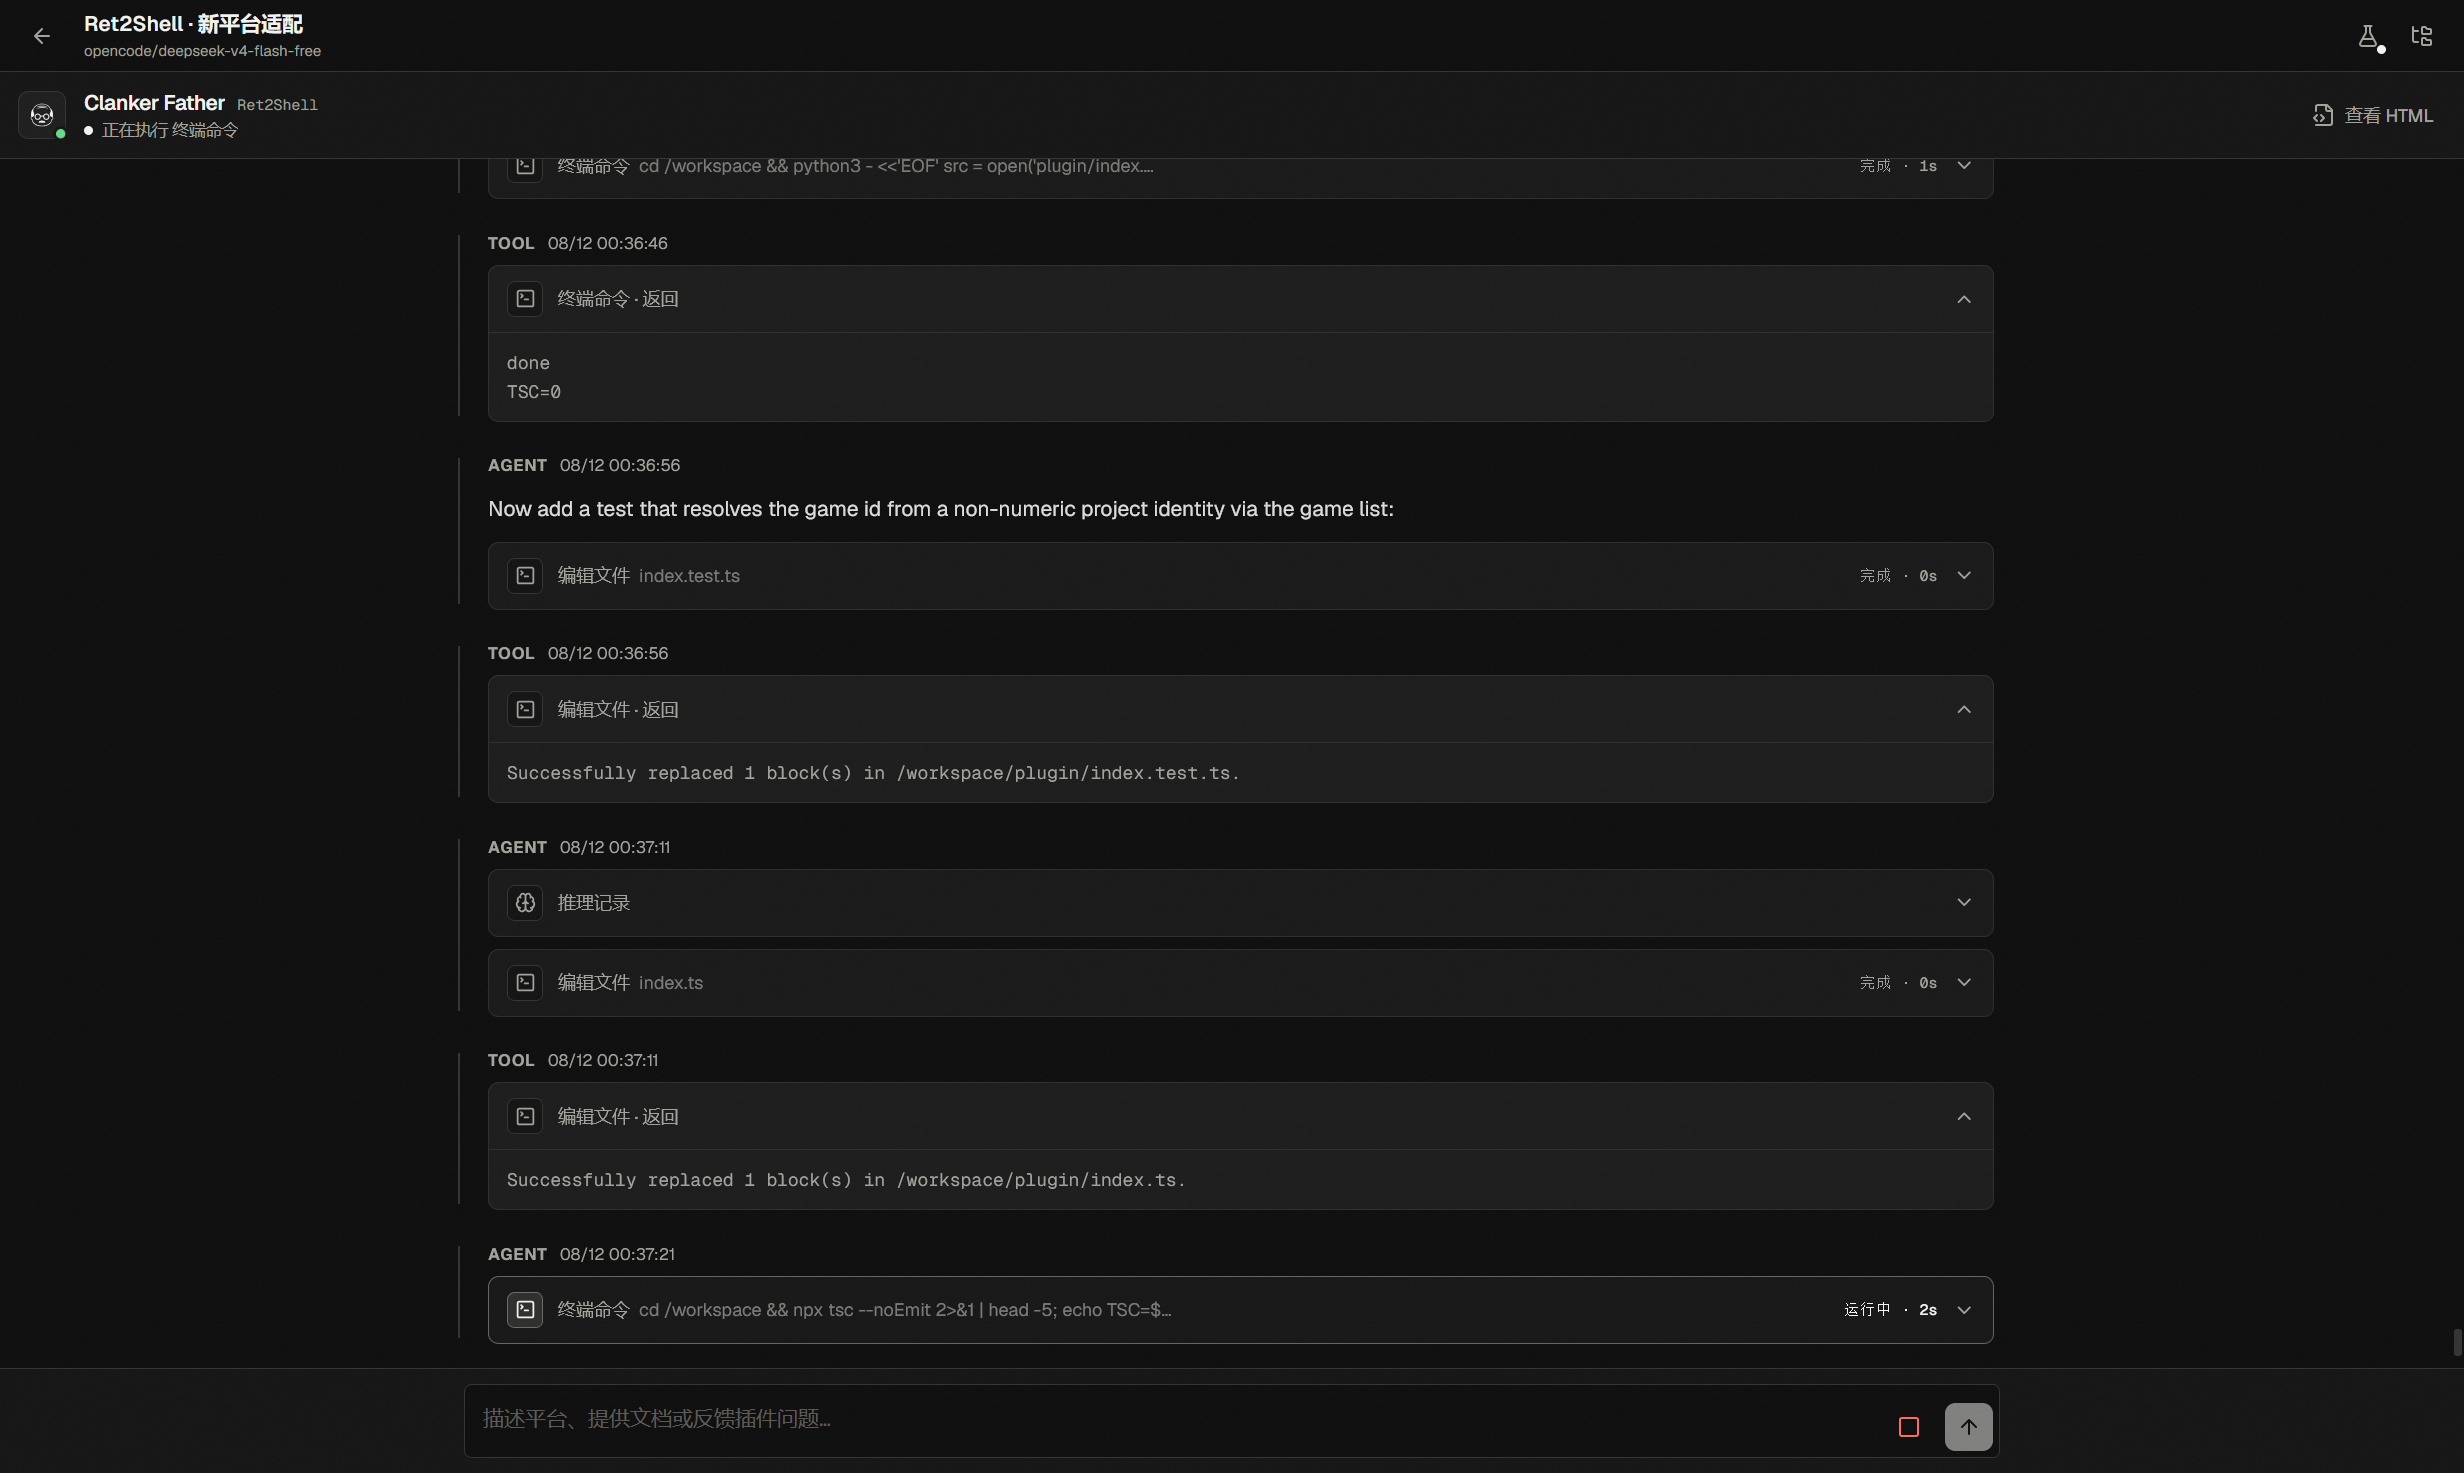 Ret2Shell · 新平台适配
opencode/deepseek-v4-flash-free
Clanker Father Ret2Shell
正在执行 终端命令
查看 HTML
终端命令 cd /workspace && python3 - <<'EOF' src = open('plugin/index.... 完成 · 1s
TOOL 08/12 00:36:46
终端命令 · 返回
done
TSC=0
AGENT 08/12 00:36:56
Now add a test that resolves the game id from a non-numeric project identity via the game list:
编辑文件 index.test.ts 完成 · 0s
TOOL 08/12 00:36:56
编辑文件 · 返回
Successfully replaced 1 block(s) in /workspace/plugin/index.test.ts.
AGENT 08/12 00:37:11
推理记录
编辑文件 index.ts 完成 · 0s
TOOL 08/12 00:37:11
编辑文件 · 返回
Successfully replaced 1 block(s) in /workspace/plugin/index.ts.
AGENT 08/12 00:37:21
终端命令 cd /workspace && npx tsc --noEmit 2>&1 | head -5; echo TSC=$... 运行中 · 2s
描述平台、提供文档或反馈插件问题...